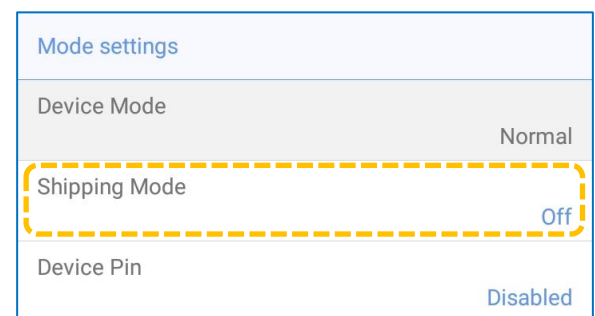 Mode settings
Device Mode
Normal
Shipping Mode
Off
Device Pin
Disabled